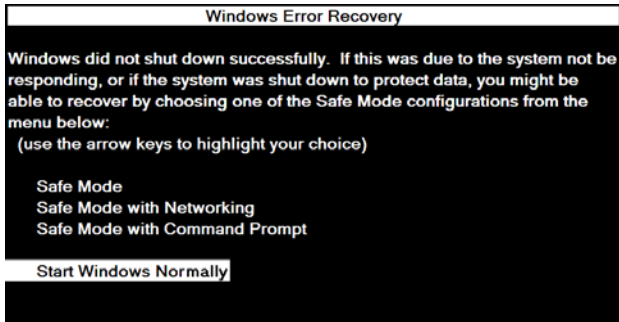 Windows Error Recovery
Windows did not shut down successfully. If this was due to the system not be
responding, or if the system was shut down to protect data, you might be
able to recover by choosing one of the Safe Mode configurations from the
menu below:
(use the arrow keys to highlight your choice)
Safe Mode
Safe Mode with Networking
Safe Mode with Command Prompt
Start Windows Normally